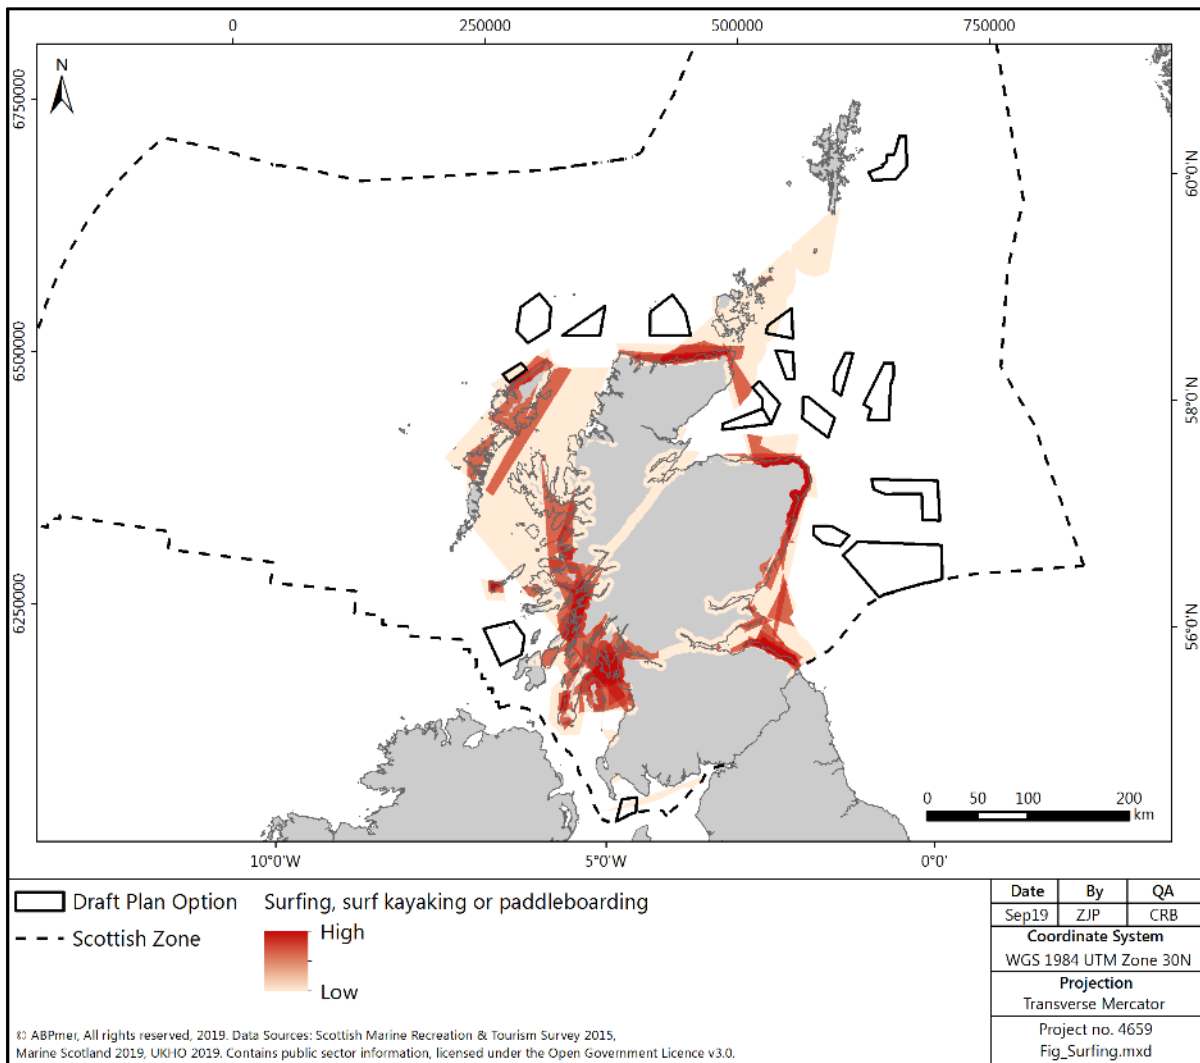 0 250000 500000 750000
N
6750000
6500000
6250000
60°0'N
58°0'N
56°0'N
0 50 100 200
km
10°0'W 5°0'W 0°0'
Draft Plan Option
Scottish Zone
Surfing, surf kayaking or paddleboarding
High
Low
Date By QA
Sep19 ZJP CRB
Coordinate System
WGS 1984 UTM Zone 30N
Projection
Transverse Mercator
Project no. 4659
Fig_Surfing.mxd
© ABPmer, All rights reserved, 2019. Data Sources: Scottish Marine Recreation & Tourism Survey 2015,
Marine Scotland 2019, UKHO 2019. Contains public sector information, licensed under the Open Government Licence v3.0.